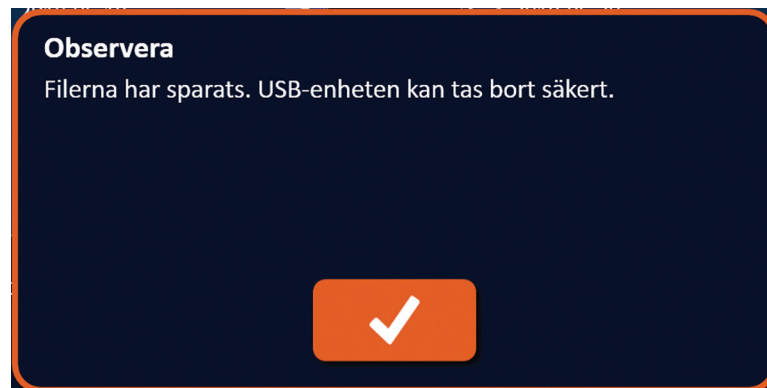 Observera
Filerna har sparats. USB-enheten kan tas bort säkert.